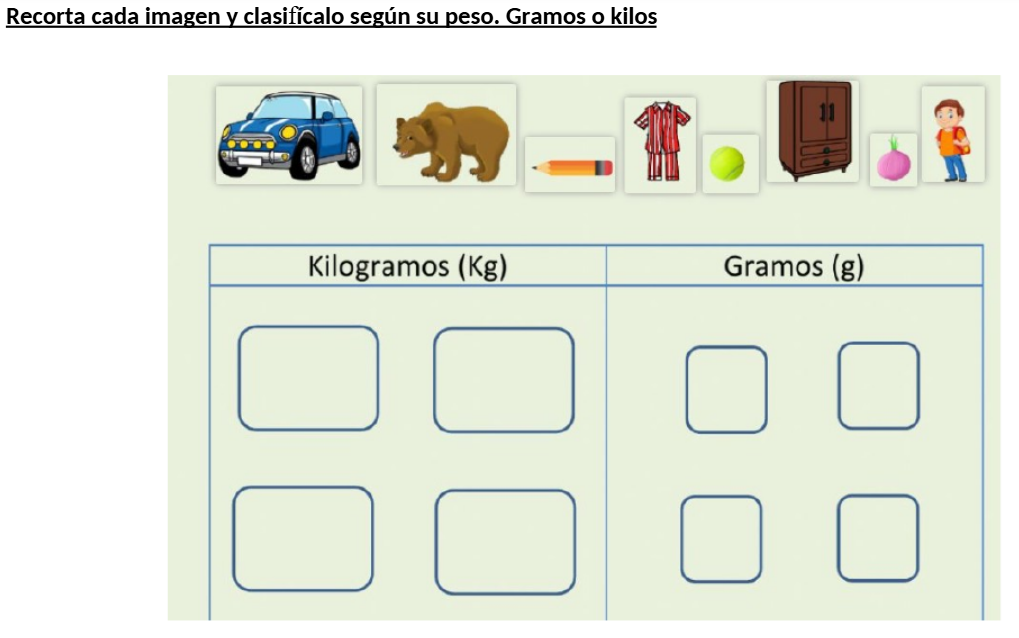 Recorta cada imagen y clasifícalo según su peso. Gramos o kilos
Kilogramos (Kg)
Gramos (g)